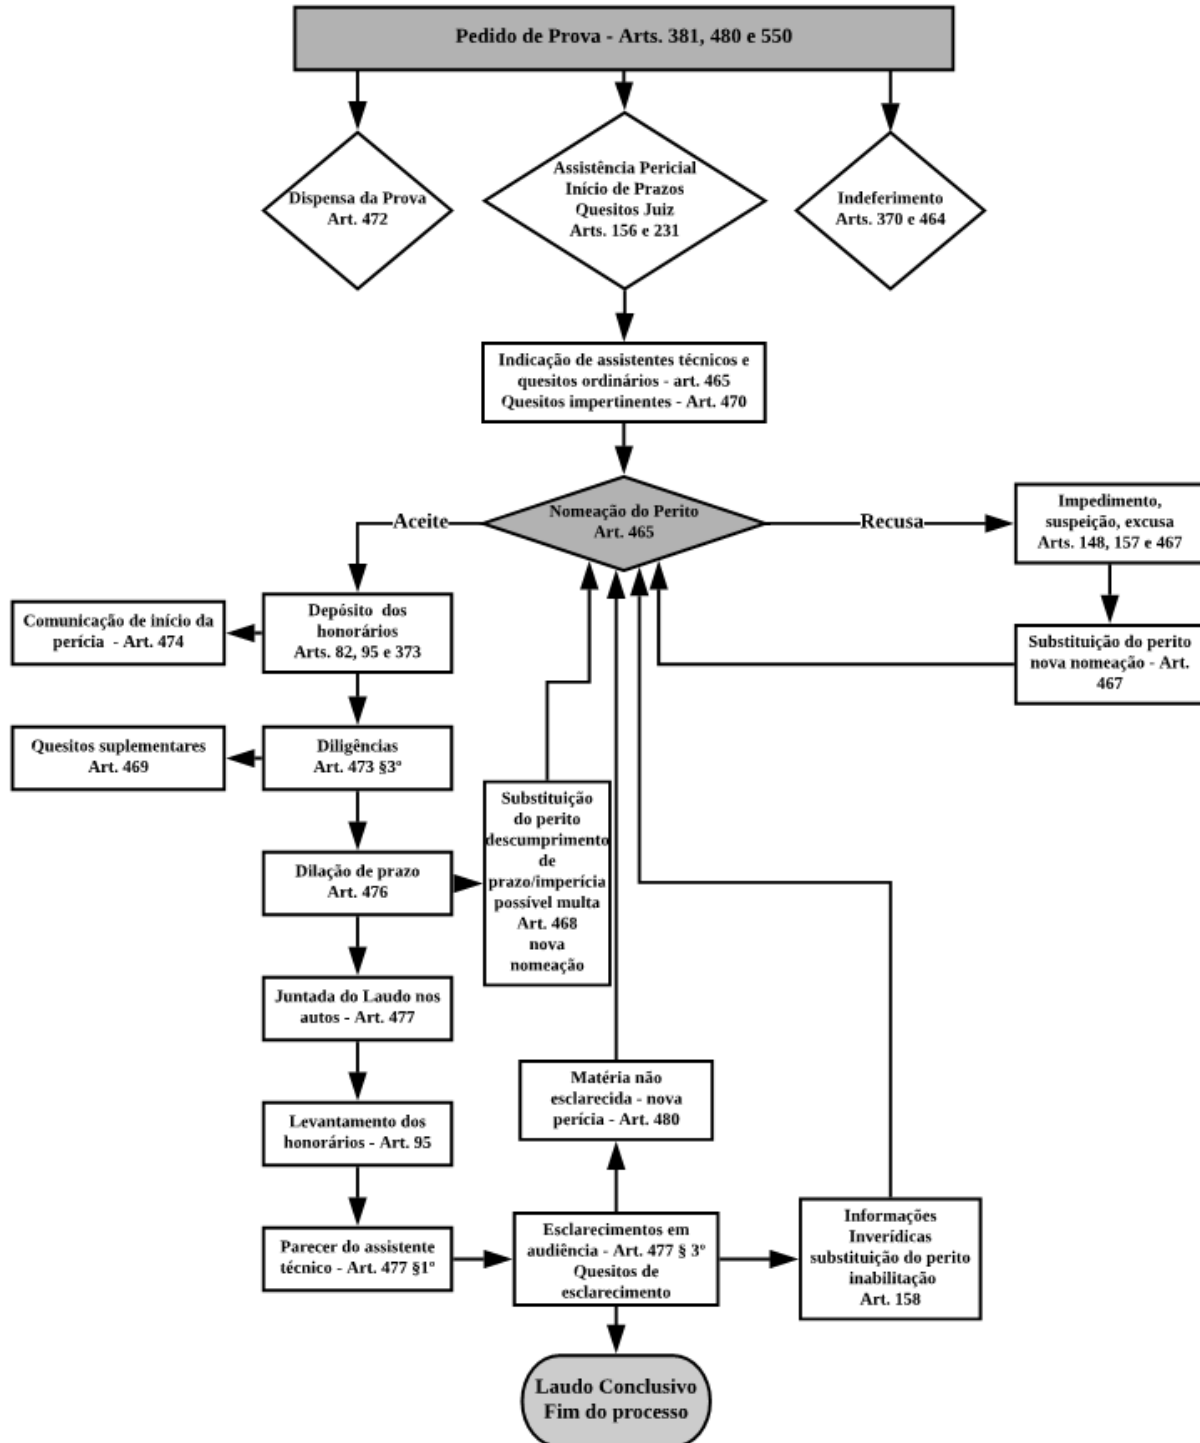 Pedido de Prova - Arts. 381, 480 e 550
Dispensa da Prova
Art. 472
Assistência Pericial
Início de Prazos
Quesitos Juiz
Arts. 156 e 231
Indeferimento
Arts. 370 e 464
Indicação de assistentes técnicos e
quesitos ordinários - art. 465
Quesitos impertinentes - Art. 470
Aceite
Nomeação do Perito
Art. 465
Recusa
Impedimento,
suspeição, excusa
Arts. 148, 157 e 467
Substituição do perito
nova nomeação - Art.
467
Comunicação de início da
perícia - Art. 474
Depósito dos
honorários
Arts. 82, 95 e 373
Quesitos suplementares
Art. 469
Diligências
Art. 473 §3º
Dilação de prazo
Art. 476
Substituição
do perito
descumprimento
de
prazo/imperícia
possível multa
Art. 468
nova
nomeação
Juntada do Laudo nos
autos - Art. 477
Levantamento dos
honorários - Art. 95
Matéria não
esclarecida - nova
perícia - Art. 480
Parecer do assistente
técnico - Art. 477 §1º
Esclarecimentos em
audiência - Art. 477 § 3º
Quesitos de
esclarecimento
Informações
Inverídicas
substituição do perito
inabilitação
Art. 158
Laudo Conclusivo
Fim do processo